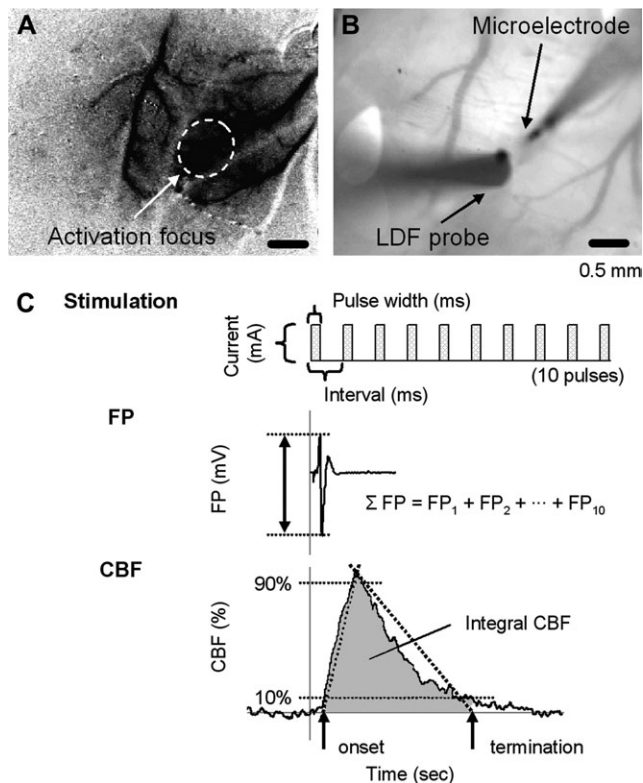 A
Activation focus
B
Microelectrode
LDF probe
0.5 mm
C
Stimulation
Pulse width (ms)
Current
(mA)
(10 pulses)
Interval (ms)
FP
FP (mV)
Σ FP = FP₁ + FP₂ + ··· + FP₁₀
CBF
CBF (%)
90%
Integral CBF
10%
onset
termination
Time (sec)